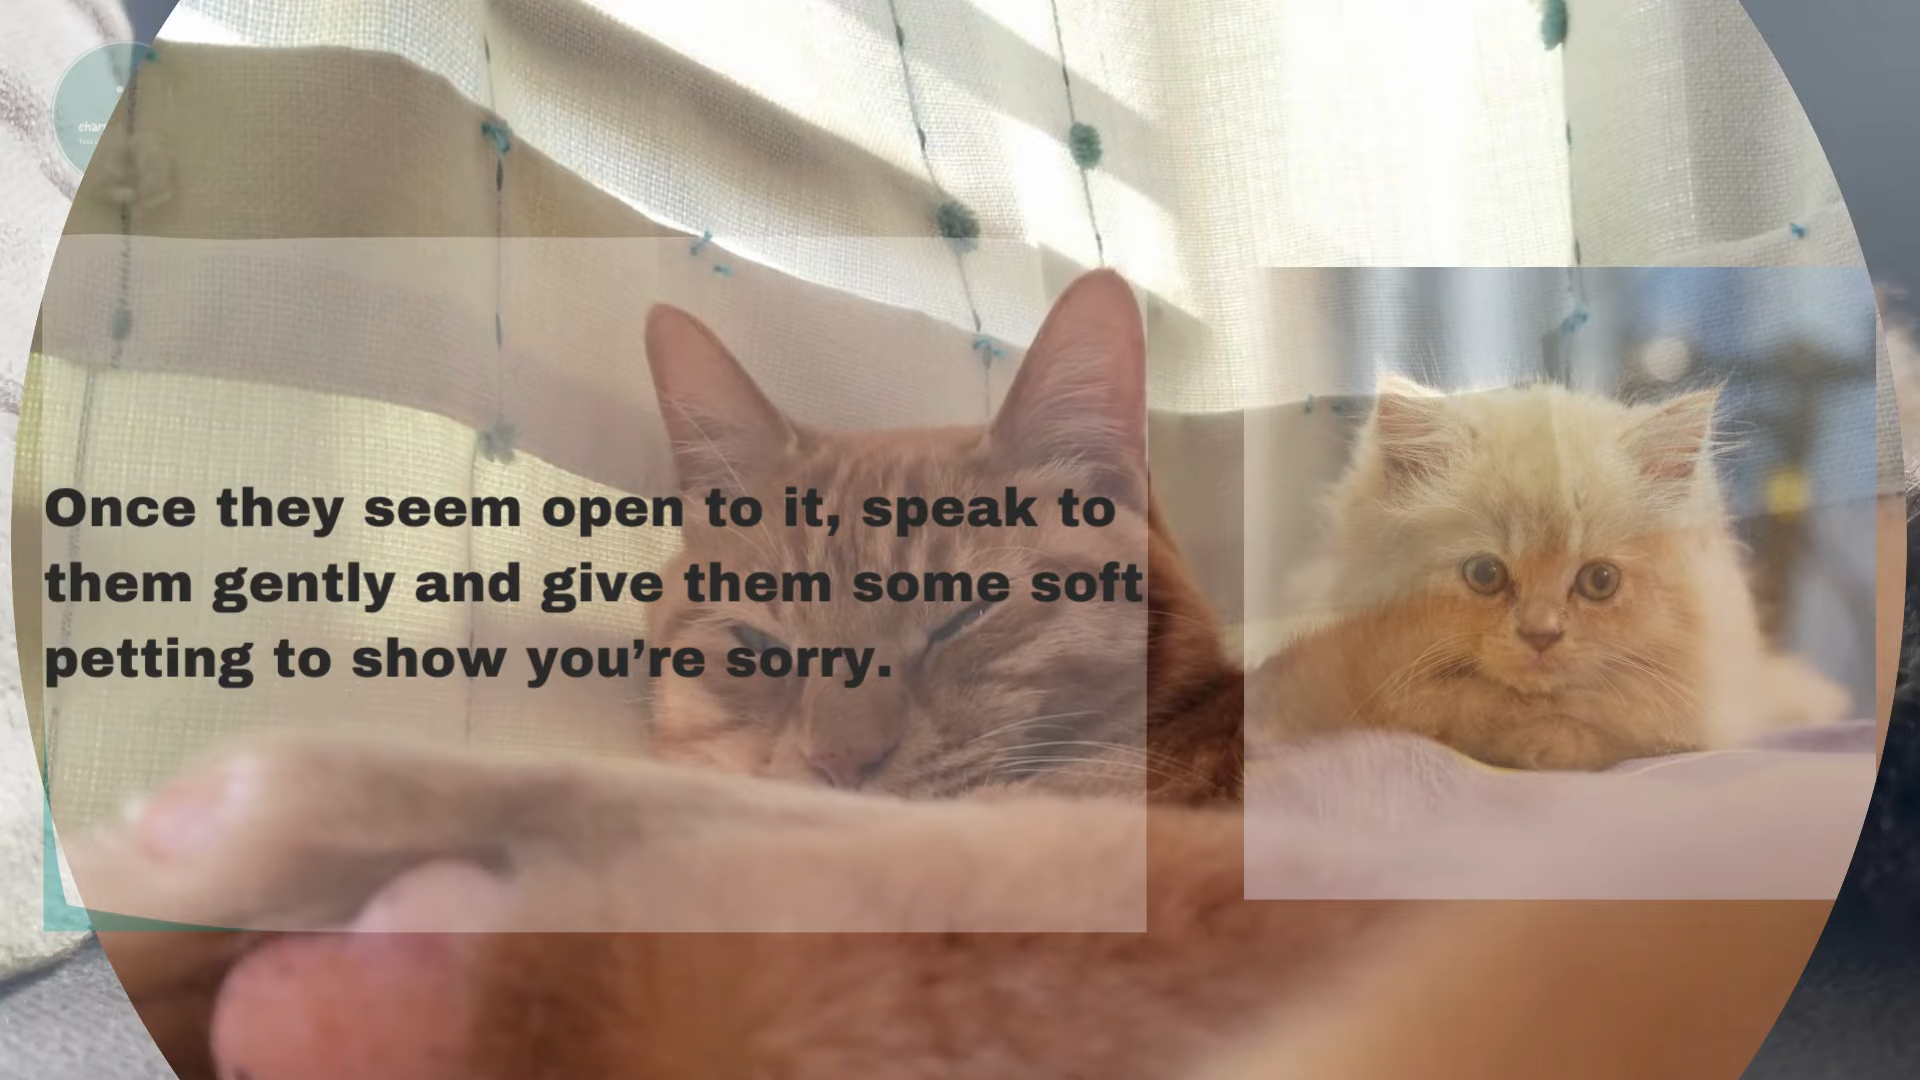 Once they seem open to it, speak to
them gently and give them some soft
petting to show you’re sorry.